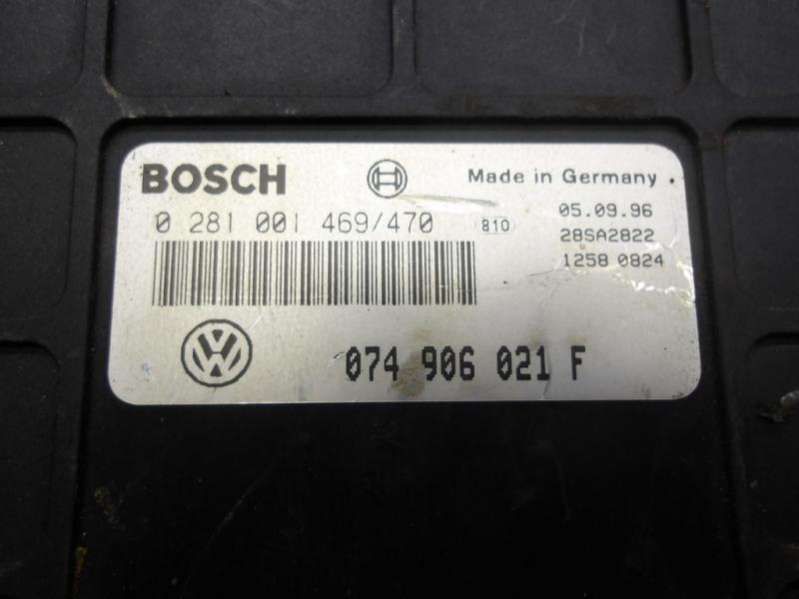 BOSCH Made in Germany
0 281 001 469/470 810 05.09.96
28SA2822
1258 0824
VW 074 906 021 F